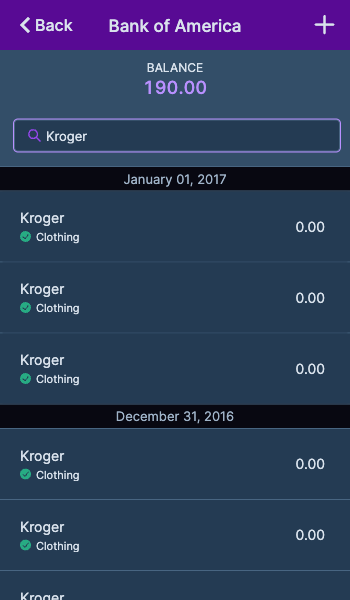 Back
Bank of America
BALANCE
190.00
Kroger
January 01, 2017
Kroger
0.00
Clothing
Kroger
0.00
Clothing
Kroger
0.00
Clothing
December 31, 2016
Kroger
0.00
Clothing
Kroger
0.00
Clothing
Kroger